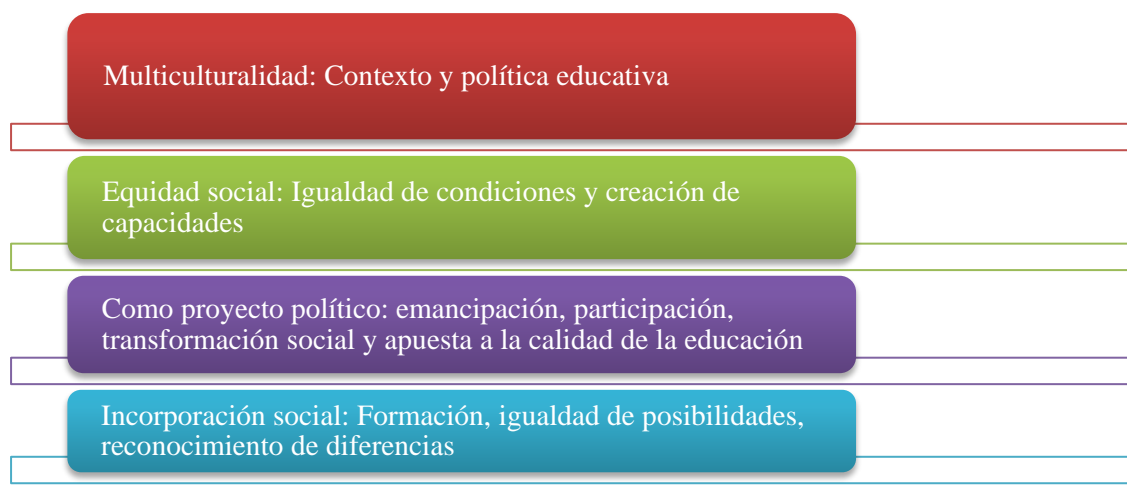 Multiculturalidad: Contexto y política educativa
Equidad social: Igualdad de condiciones y creación de
capacidades
Como proyecto político: emancipación, participación,
transformación social y apuesta a la calidad de la educación
Incorporación social: Formación, igualdad de posibilidades,
reconocimiento de diferencias